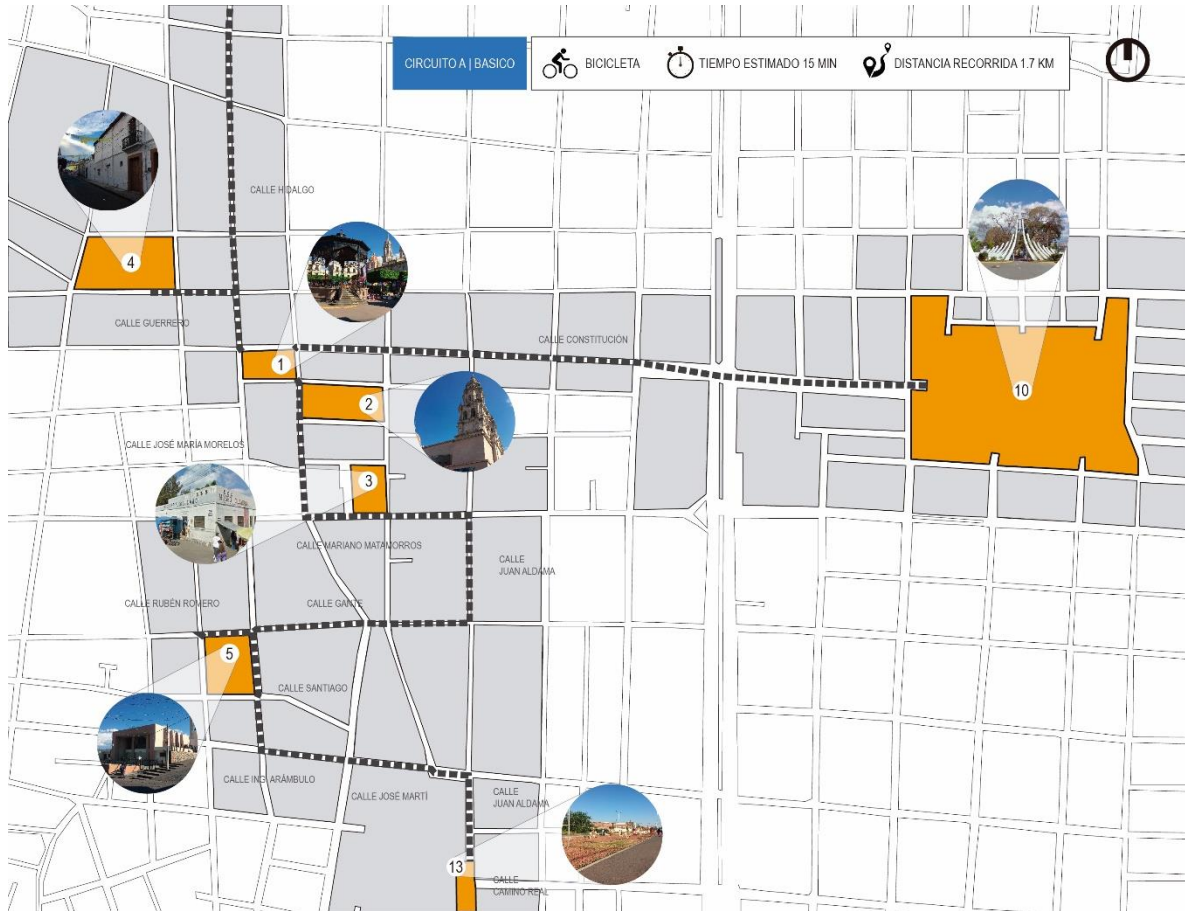 CIRCUITO A | BASICO
BICICLETA
TIEMPO ESTIMADO 15 MIN
DISTANCIA RECORRIDA 1.7 KM
CALLE HIDALGO
4
10
CALLE GUERRERO
CALLE CONSTITUCIÓN
1
2
CALLE JOSÉ MARÍA MORELOS
3
CALLE MARIANO MATAMORROS
CALLE
JUAN ALDAMA
CALLE RUBÉN ROMERO
CALLE GANTE
5
CALLE SANTIAGO
CALLE ING. ARÁMBULO
CALLE JOSÉ MARTÍ
CALLE
JUAN ALDAMA
13
CALLE
CAMINO REAL